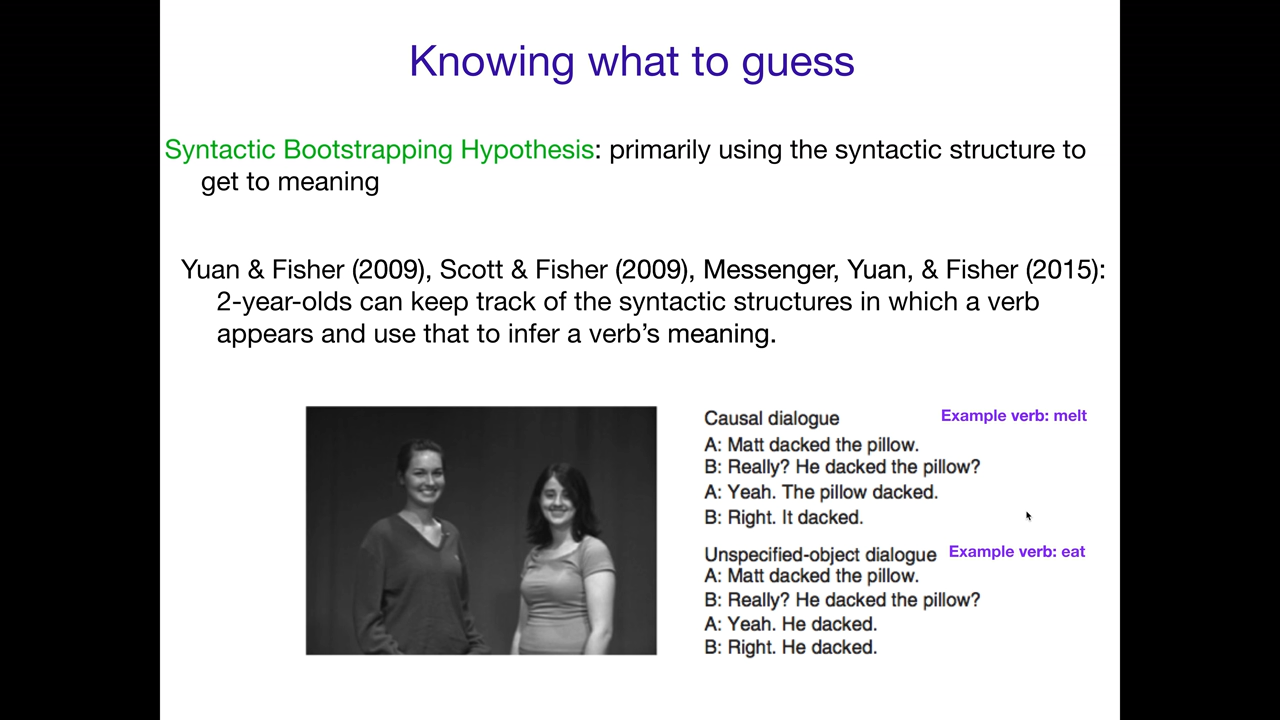 Knowing what to guess
Syntactic Bootstrapping Hypothesis: primarily using the syntactic structure to
get to meaning
Yuan & Fisher (2009), Scott & Fisher (2009), Messenger, Yuan, & Fisher (2015):
2-year-olds can keep track of the syntactic structures in which a verb
appears and use that to infer a verb’s meaning.
Causal dialogue
Example verb: melt
A: Matt dacked the pillow.
B: Really? He dacked the pillow?
A: Yeah. The pillow dacked.
B: Right. It dacked.
Unspecified-object dialogue
Example verb: eat
A: Matt dacked the pillow.
B: Really? He dacked the pillow?
A: Yeah. He dacked.
B: Right. He dacked.